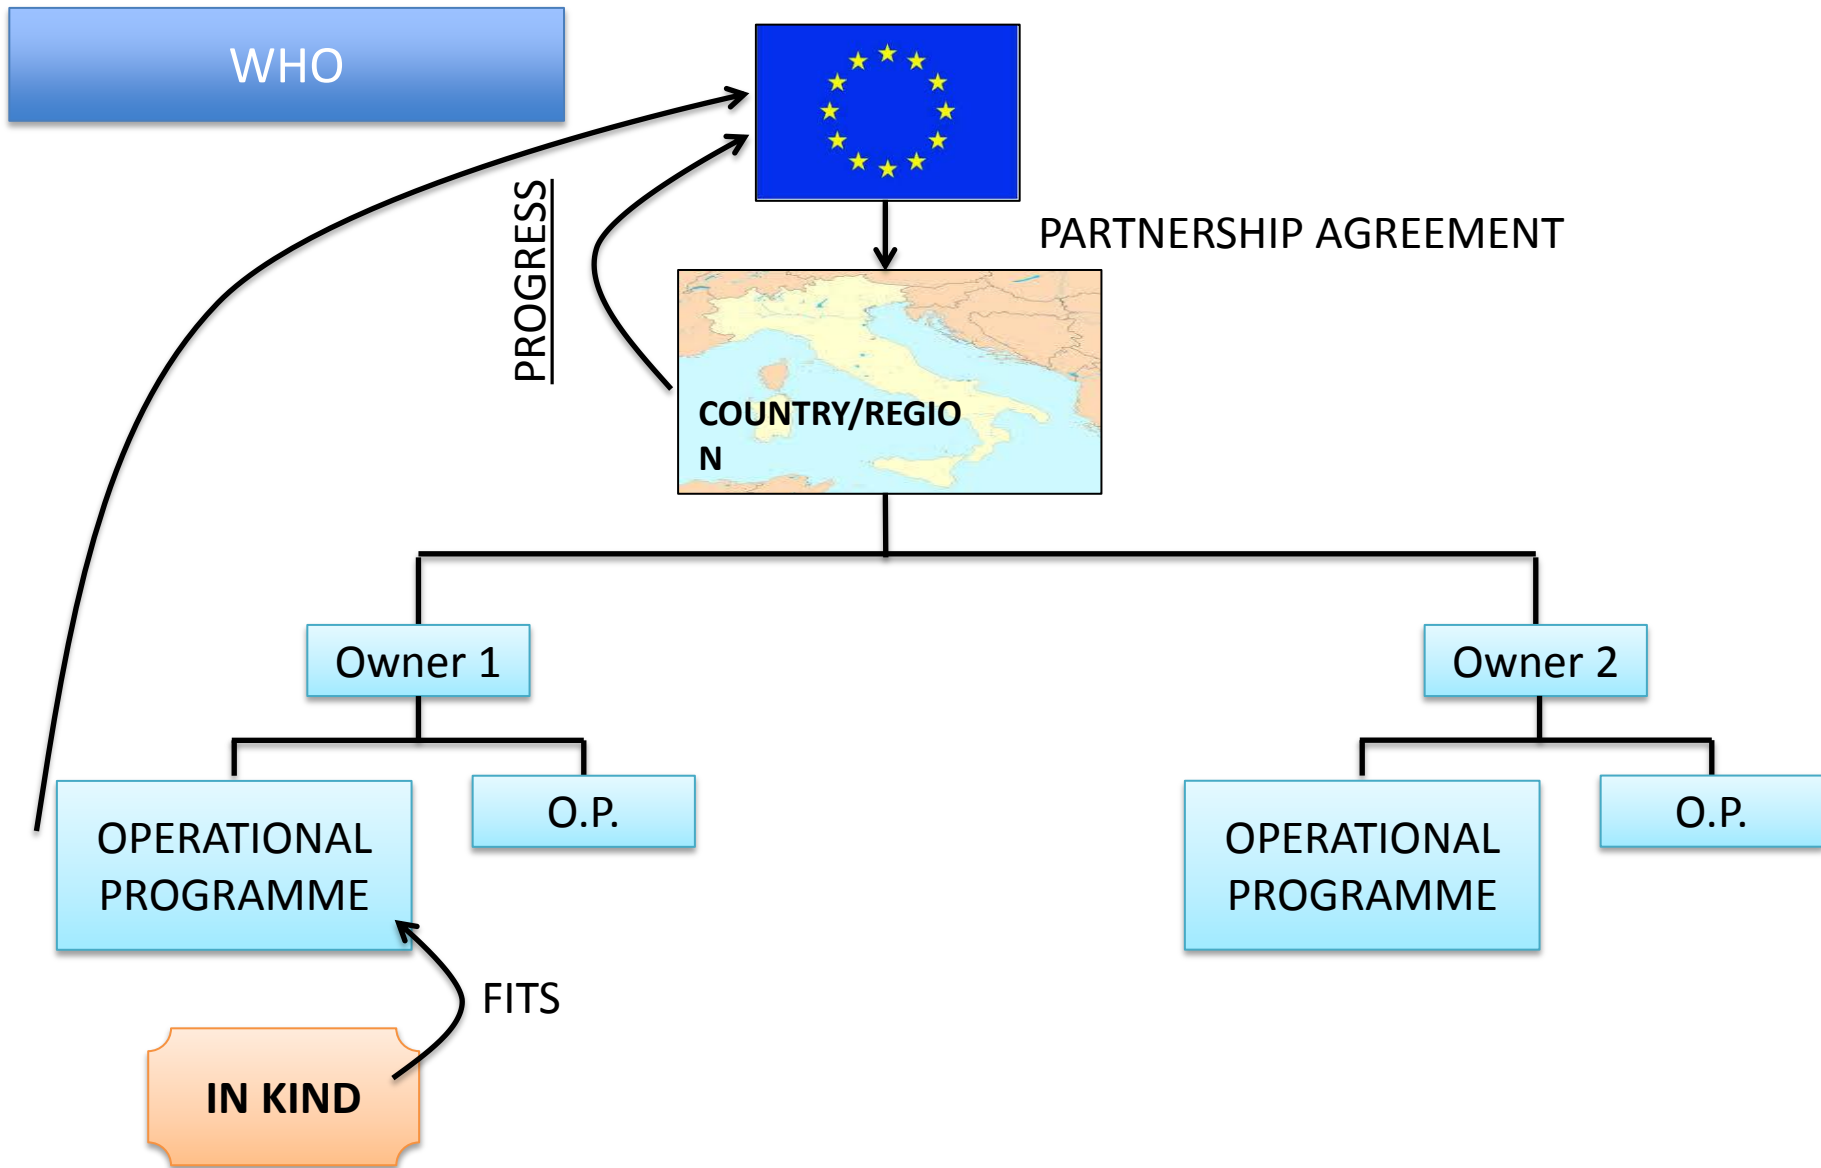 WHO
PROGRESS
PARTNERSHIP AGREEMENT
COUNTRY/REGIO
N
Owner 1
Owner 2
OPERATIONAL
PROGRAMME
O.P.
OPERATIONAL
PROGRAMME
O.P.
FITS
IN KIND